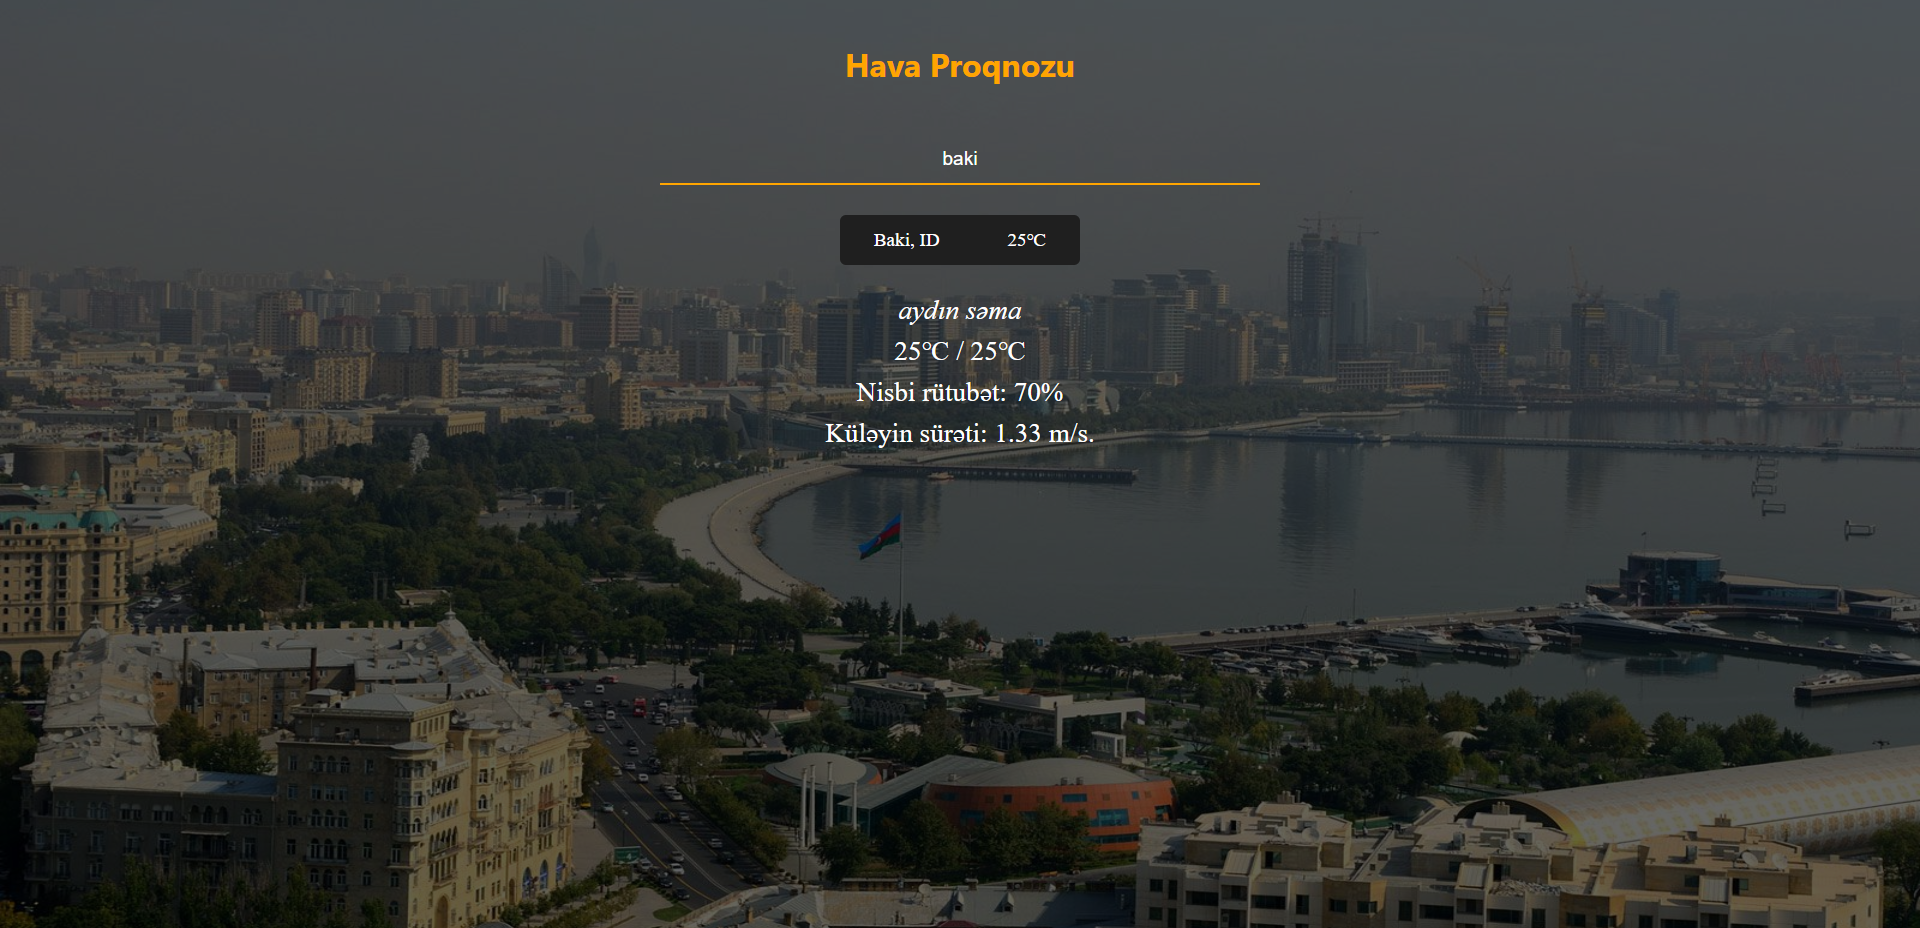 Hava Proqnozu
baki
Baki, ID 25°C
aydın səma
25°C / 25°C
Nisbi rütubət: 70%
Küləyin sürəti: 1.33 m/s.